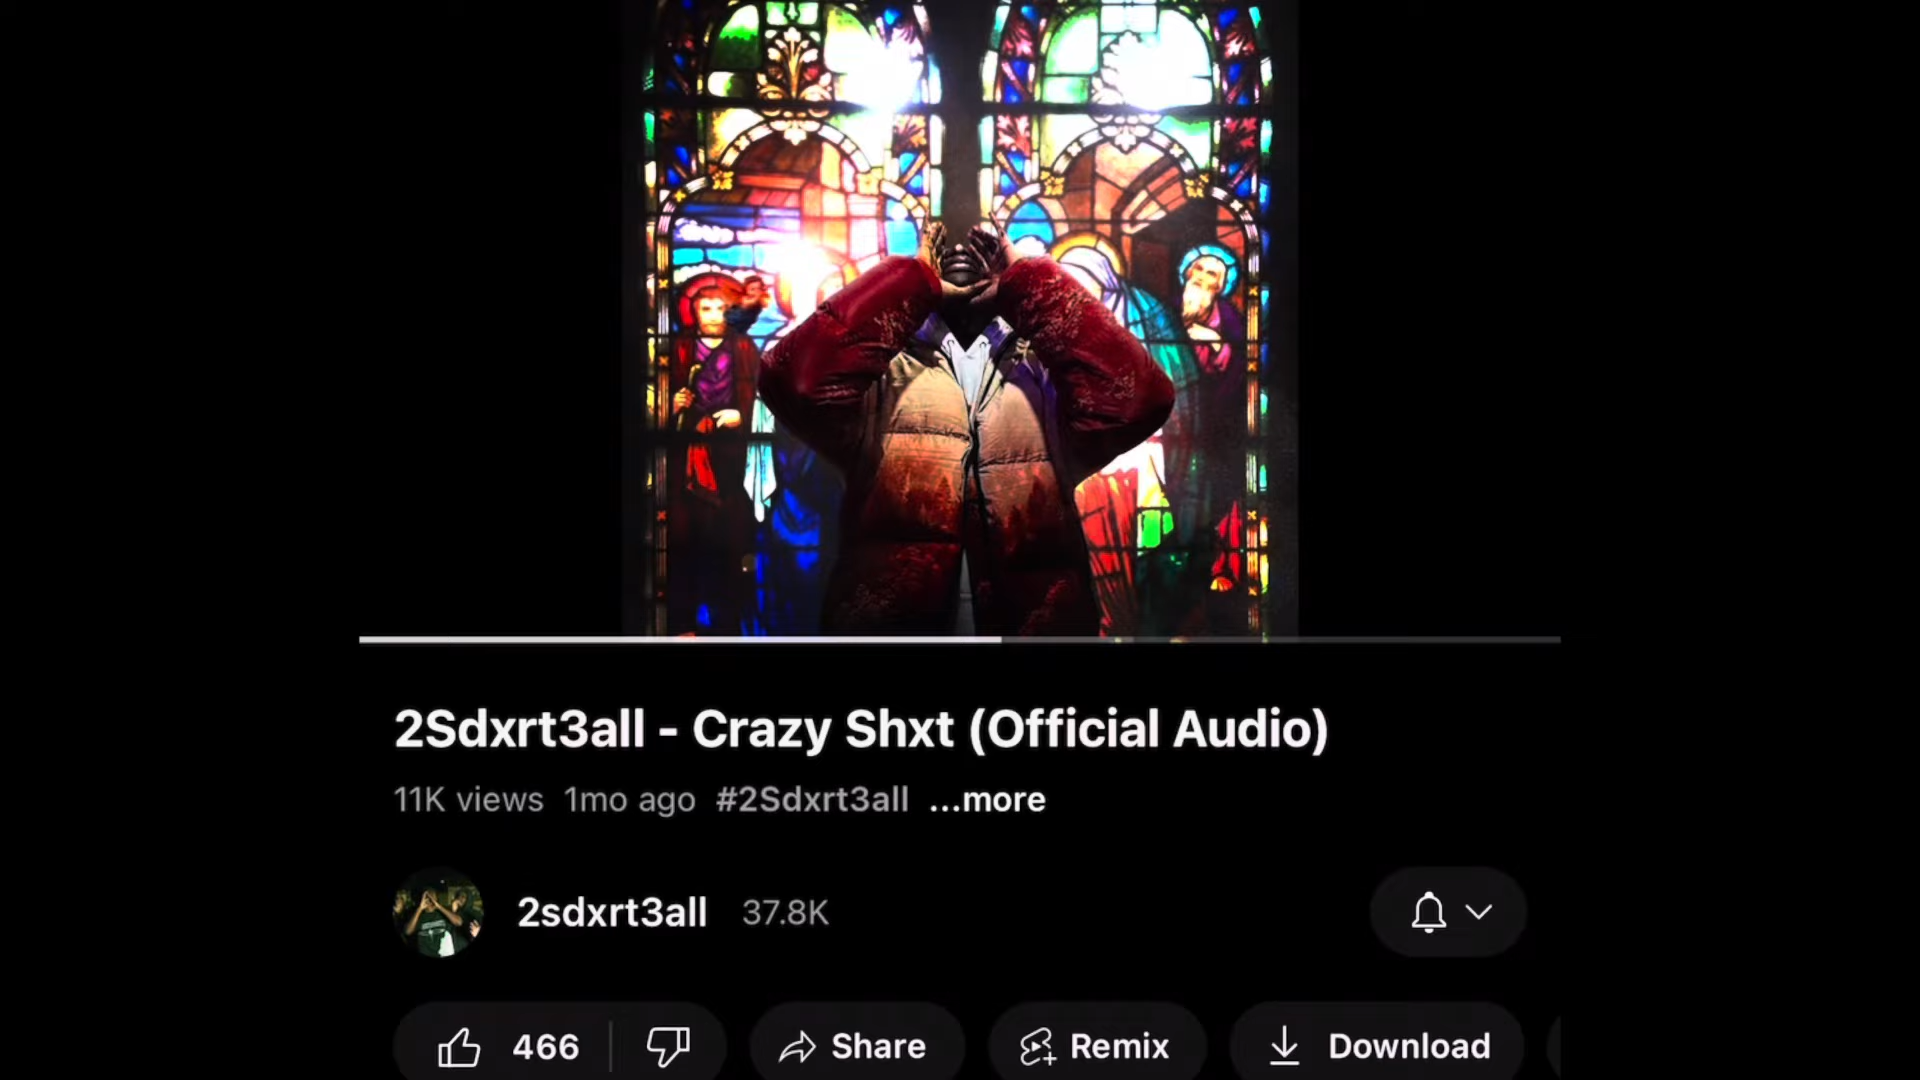 2Sdxrt3all - Crazy Shxt (Official Audio)
11K views 1mo ago #2Sdxrt3all ...more
2sdxrt3all 37.8K
466 Share Remix Download